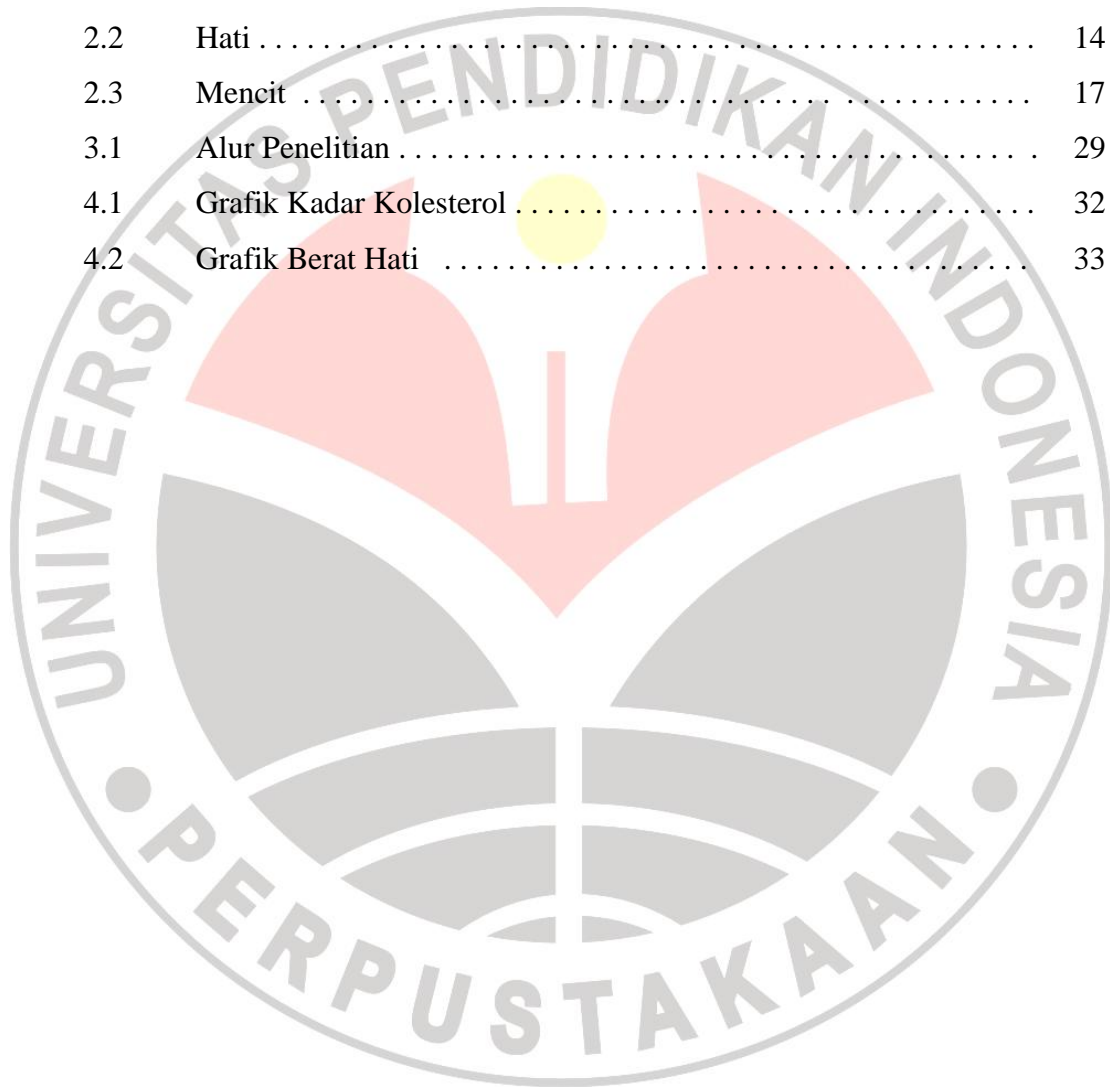 2.2 Hati . . . . . . . . . . . . . . . . . . . . . . . . . . . . . . . . . . . . . . . . . . . . . . . . . 14
2.3 Mencit . . . . . . . . . . . . . . . . . . . . . . .. . . . . . . . . . . . . . . . . . . . . . . 17
3.1 Alur Penelitian . . . . . . . . . . . . . . . . . . . . . . . . . . . . . . . . . . . . . . . . . 29
4.1 Grafik Kadar Kolesterol . . . . . . . . . . . . . . . . . . . . . . . . . . . . . . . . . 32
4.2 Grafik Berat Hati . . . . . . . . . . . . . . . . . . . . . . . . . . . . . . . . . . . . . 33
UNIVERSITAS PENDIDIKAN INDONESIA
PERPUSTAKAAN